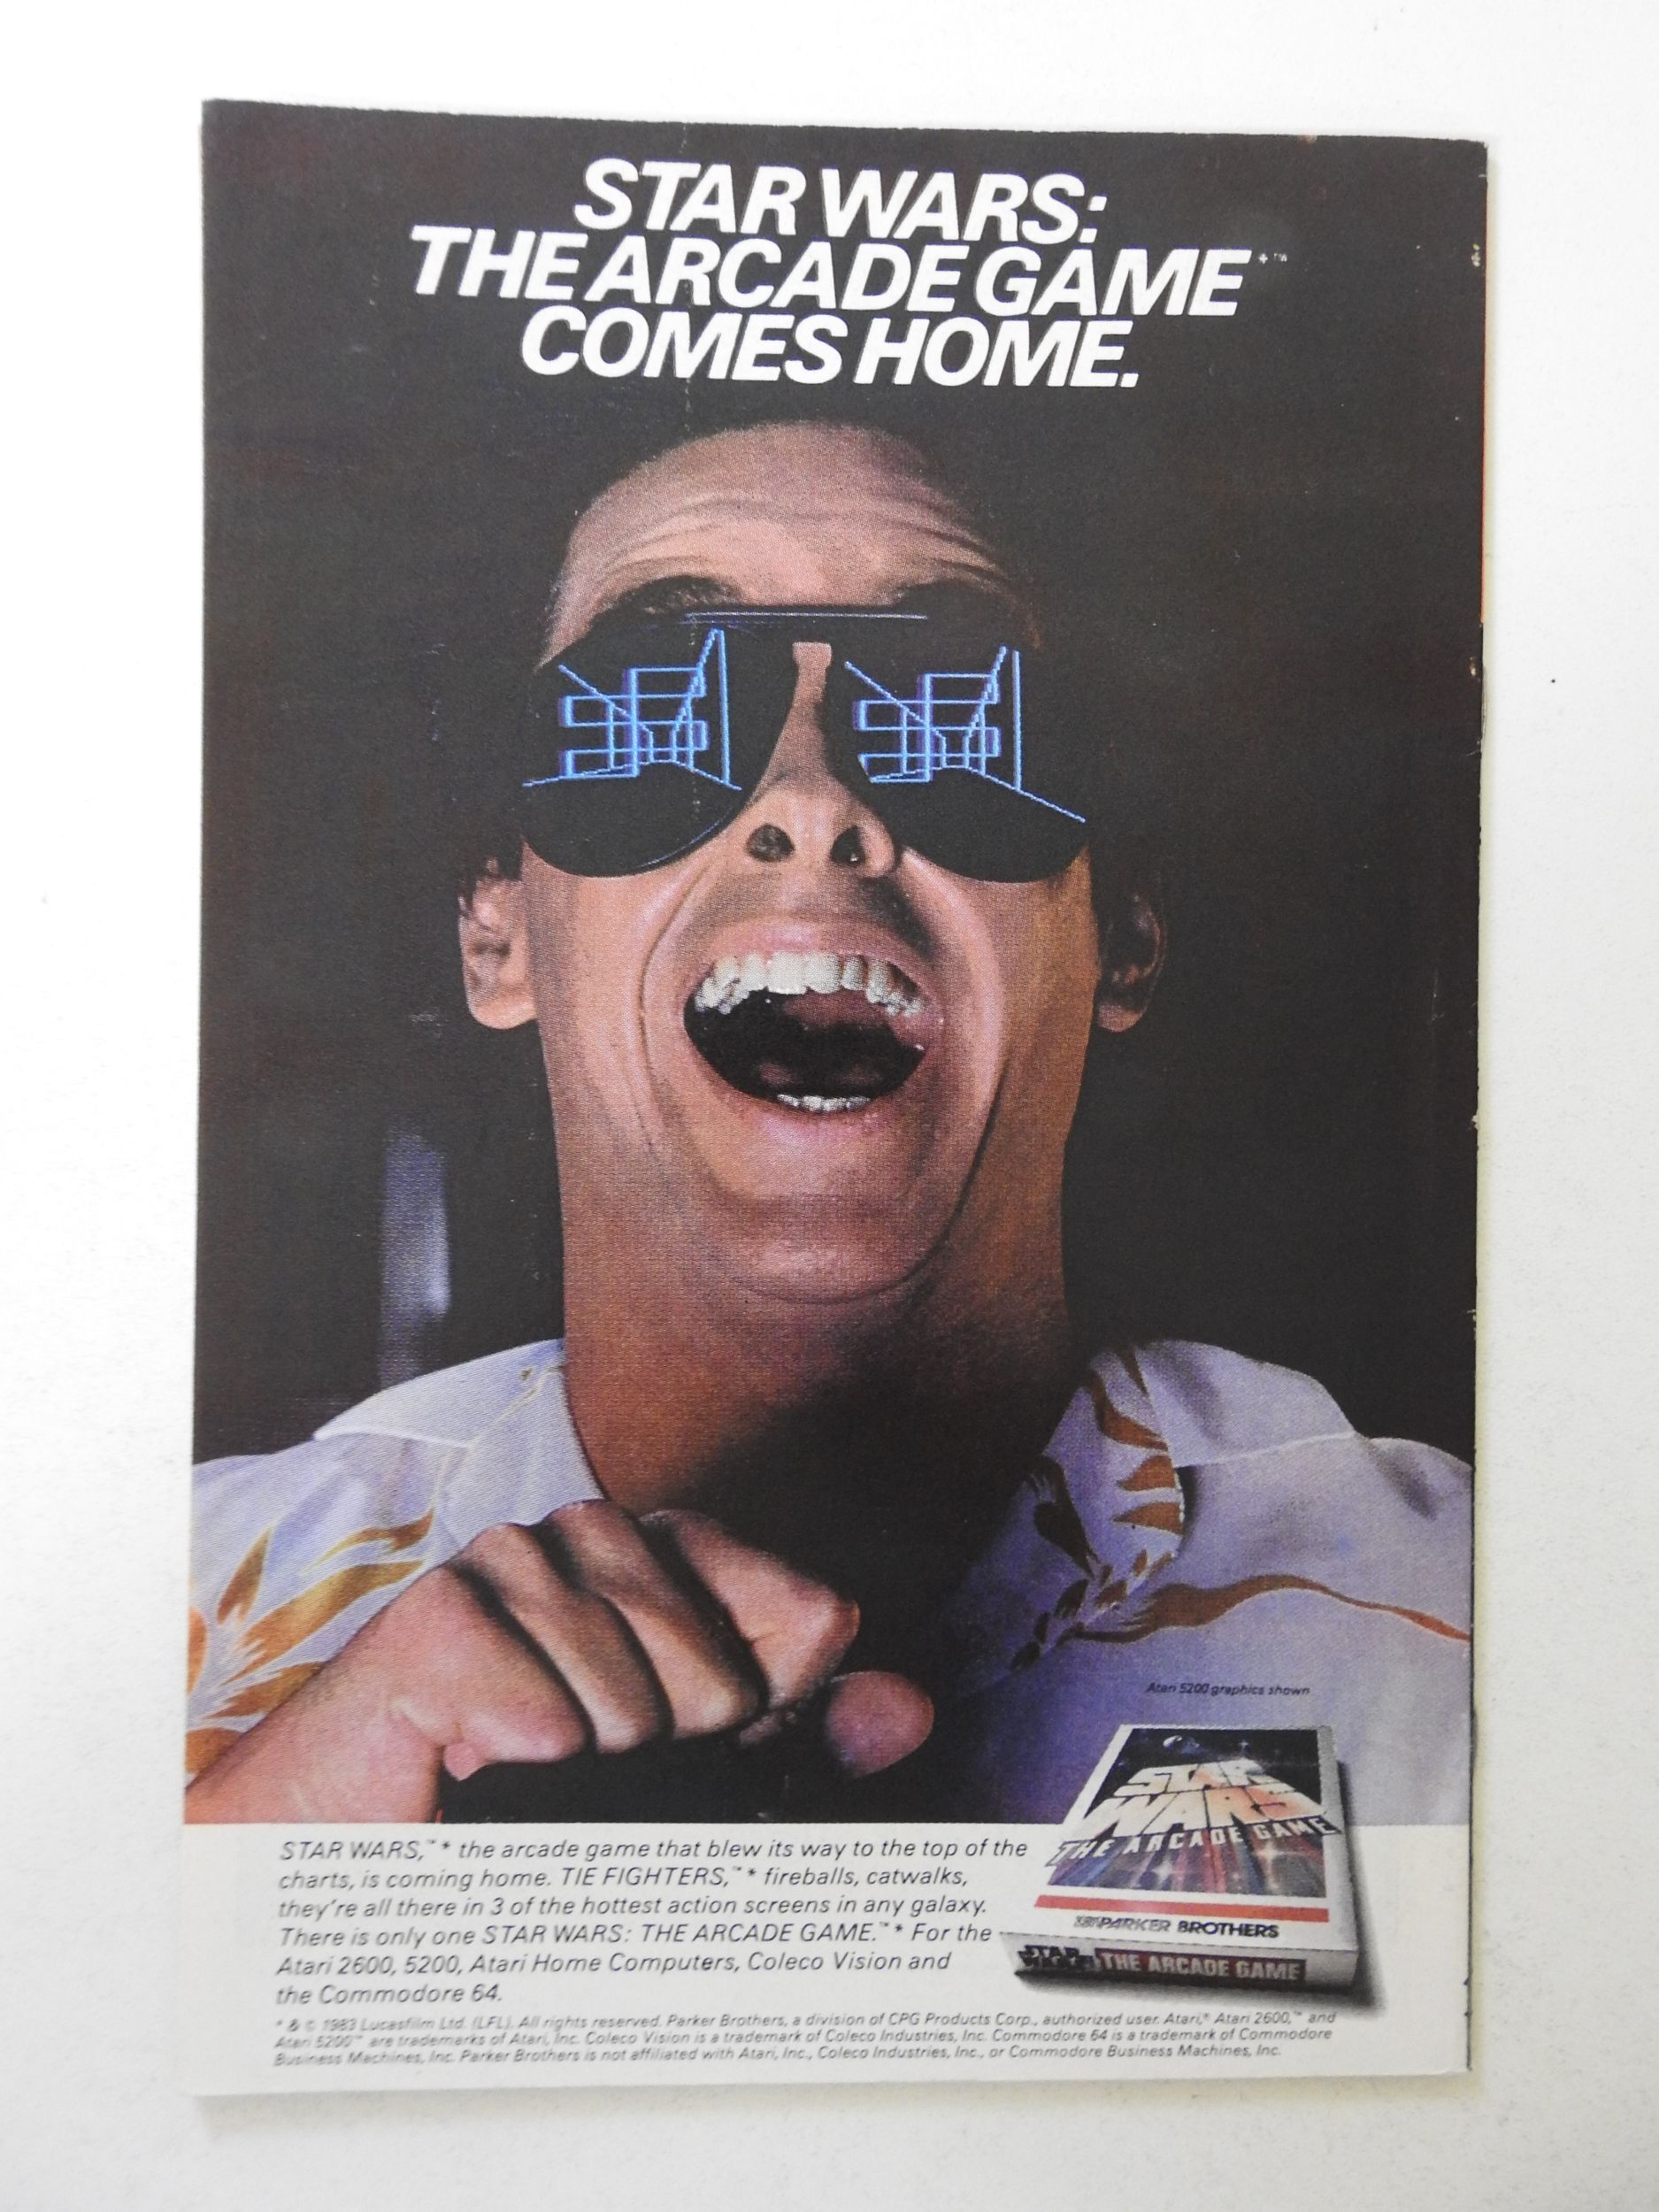 STAR WARS:
THE ARCADE GAME+™
COMES HOME.
Atari 5200 graphics shown
STAR WARS
THE ARCADE GAME
PARKER BROTHERS
STAR WARS THE ARCADE GAME
STAR WARS,™* the arcade game that blew its way to the top of the
charts, is coming home. TIE FIGHTERS,™* fireballs, catwalks,
they're all there in 3 of the hottest action screens in any galaxy.
There is only one STAR WARS: THE ARCADE GAME.™* For the
Atari 2600, 5200, Atari Home Computers, Coleco Vision and
the Commodore 64.
* & © 1983 Lucasfilm Ltd. (LFL). All rights reserved. Parker Brothers, a division of CPG Products Corp., authorized user. Atari,® Atari 2600,™ and
Atari 5200™ are trademarks of Atari, Inc. Coleco Vision is a trademark of Coleco Industries, Inc. Commodore 64 is a trademark of Commodore
Business Machines, Inc. Parker Brothers is not affiliated with Atari, Inc., Coleco Industries, Inc., or Commodore Business Machines, Inc.